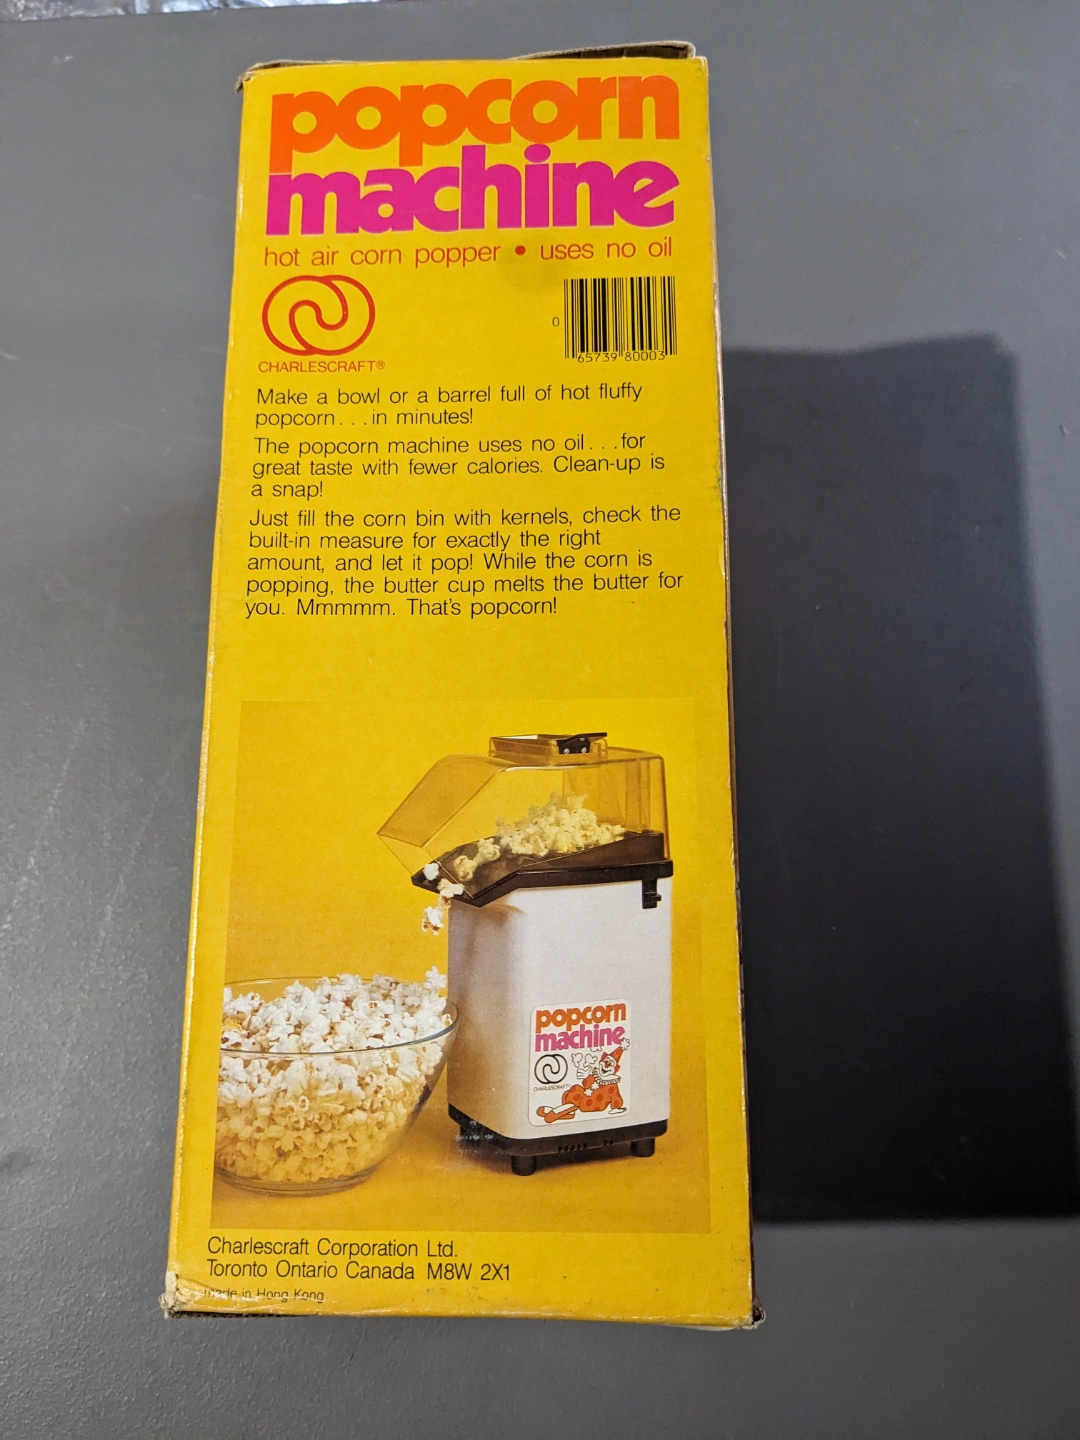 popcorn
machine
hot air corn popper • uses no oil
CHARLESCRAFT®
0
65739 80003
Make a bowl or a barrel full of hot fluffy
popcorn...in minutes!
The popcorn machine uses no oil...for
great taste with fewer calories. Clean-up is
a snap!
Just fill the corn bin with kernels, check the
built-in measure for exactly the right
amount, and let it pop! While the corn is
popping, the butter cup melts the butter for
you. Mmmmm. That's popcorn!
popcorn
machine
CHARLESCRAFT
Charlescraft Corporation Ltd.
Toronto Ontario Canada M8W 2X1
made in Hong Kong